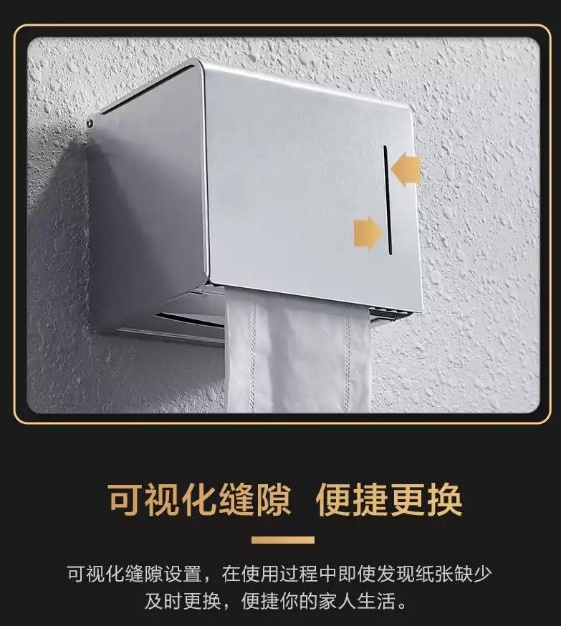 可视化缝隙 便捷更换
可视化缝隙设置，在使用过程中即使发现纸张缺少
及时更换，便捷你的家人生活。